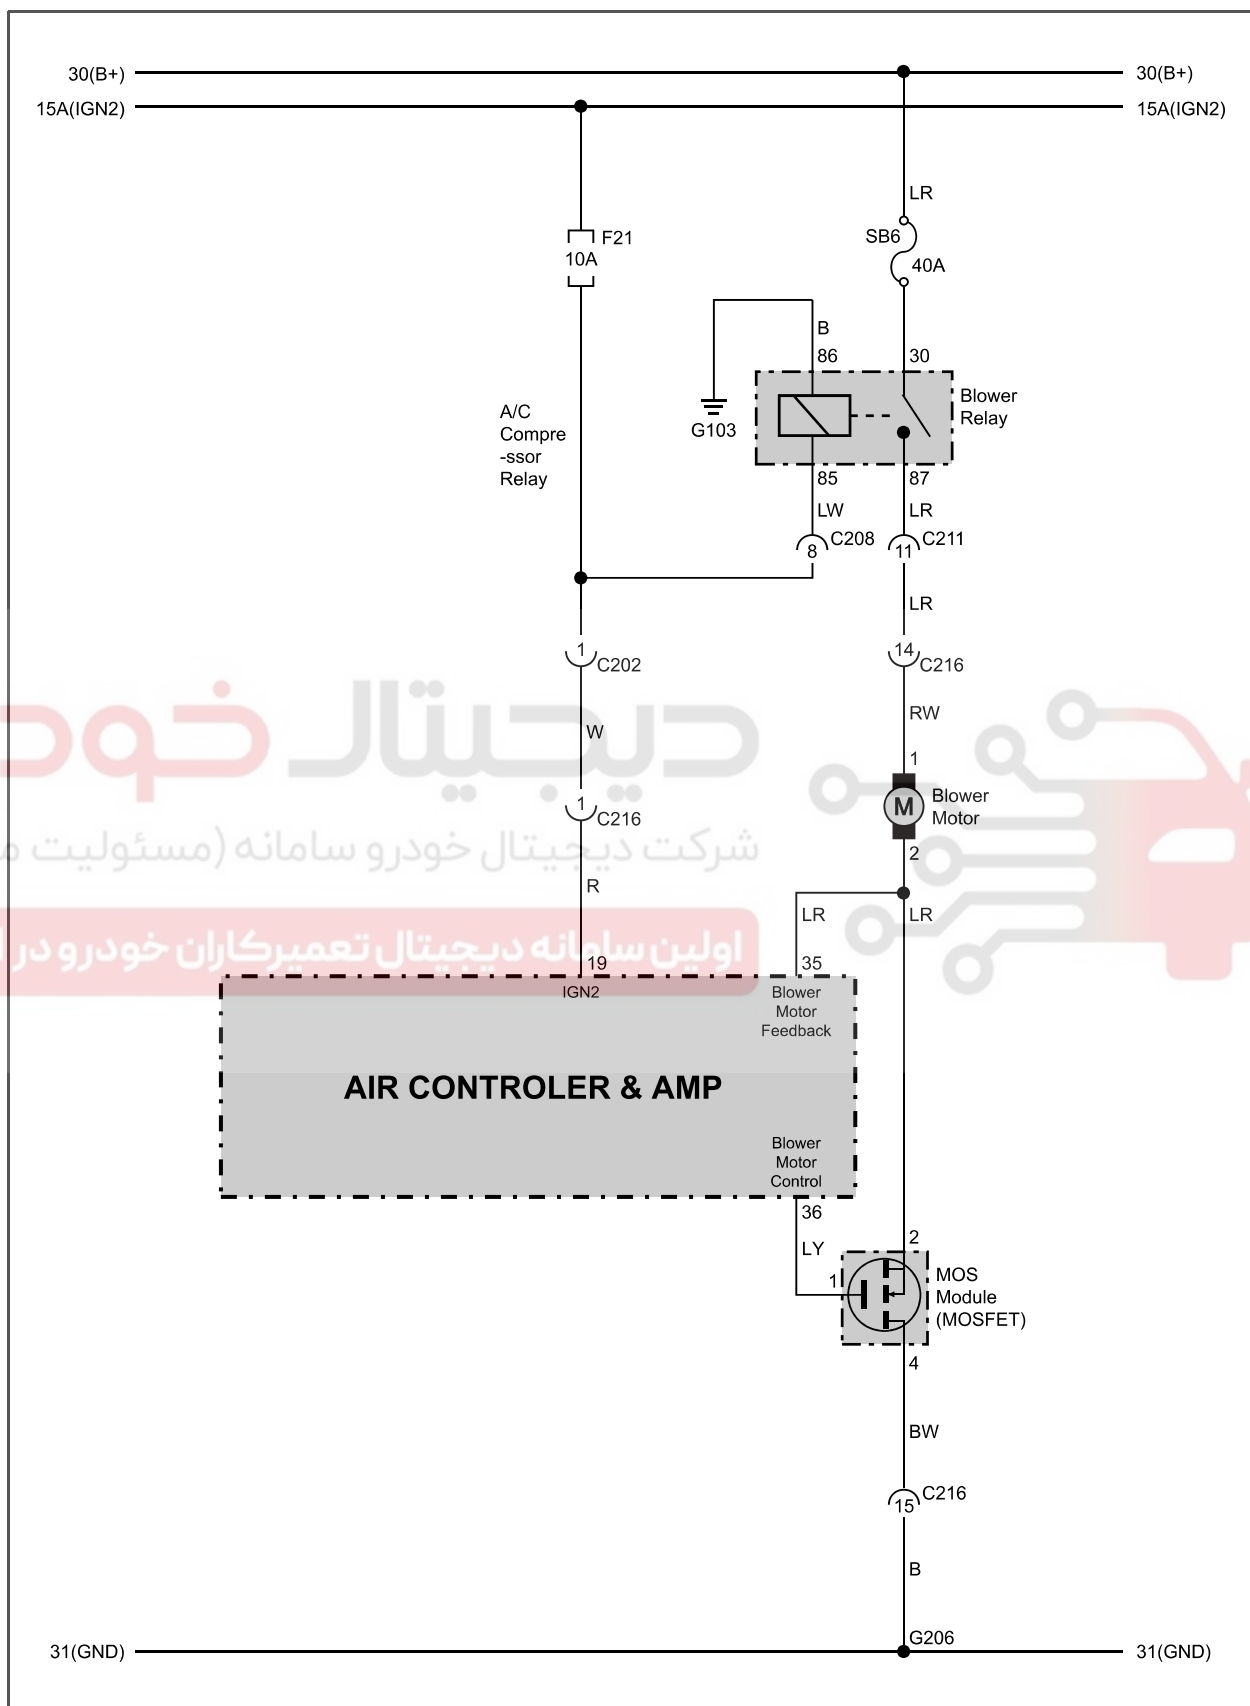 30(B+)
30(B+)
15A(IGN2)
15A(IGN2)
LR
F21
10A
SB6
40A
B
86
30
Blower
Relay
G103
A/C
Compre
-ssor
Relay
85
87
LW
LR
8
C208
11
C211
LR
1
C202
14
C216
دیجیتال خود
W
RW
1
M
Blower
Motor
2
1
C216
شرکت دیجیتال خودرو سامانه (مسئولیت
R
LR
LR
اولین سامانه دیجیتال تعمیرکاران خودرو در
19
35
IGN2
Blower
Motor
Feedback
AIR CONTROLER & AMP
Blower
Motor
Control
36
LY
2
1
MOS
Module
(MOSFET)
4
BW
C216
15
B
G206
31(GND)
31(GND)